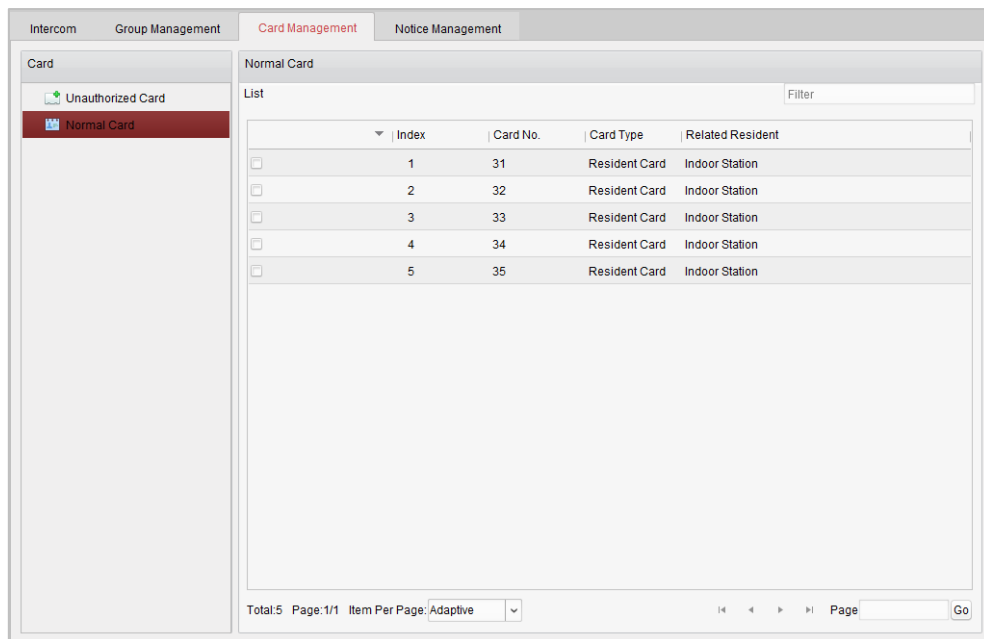 Intercom Group Management Card Management Notice Management
Card
Unauthorized Card
Normal Card
Normal Card
List Filter
Index Card No. Card Type Related Resident
1 31 Resident Card Indoor Station
2 32 Resident Card Indoor Station
3 33 Resident Card Indoor Station
4 34 Resident Card Indoor Station
5 35 Resident Card Indoor Station
Total:5 Page:1/1 Item Per Page: Adaptive Page Go